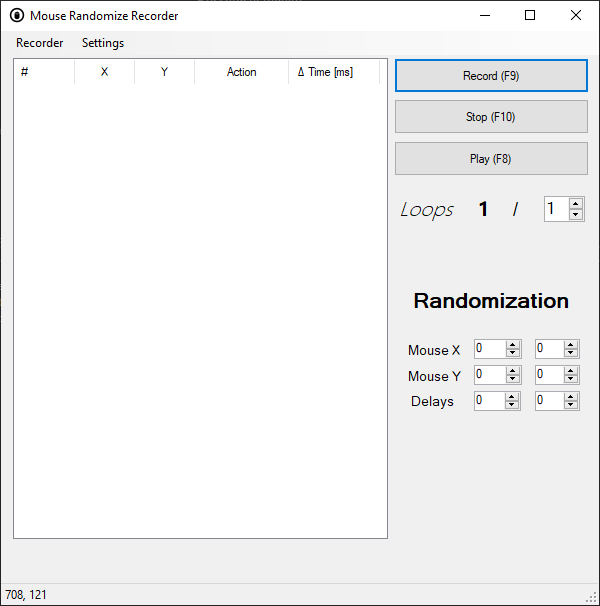 Mouse Randomize Recorder
Recorder Settings
# X Y Action Δ Time [ms]
Record (F9)
Stop (F10)
Play (F8)
Loops 1 / 1
Randomization
Mouse X 0 0
Mouse Y 0 0
Delays 0 0
708, 121